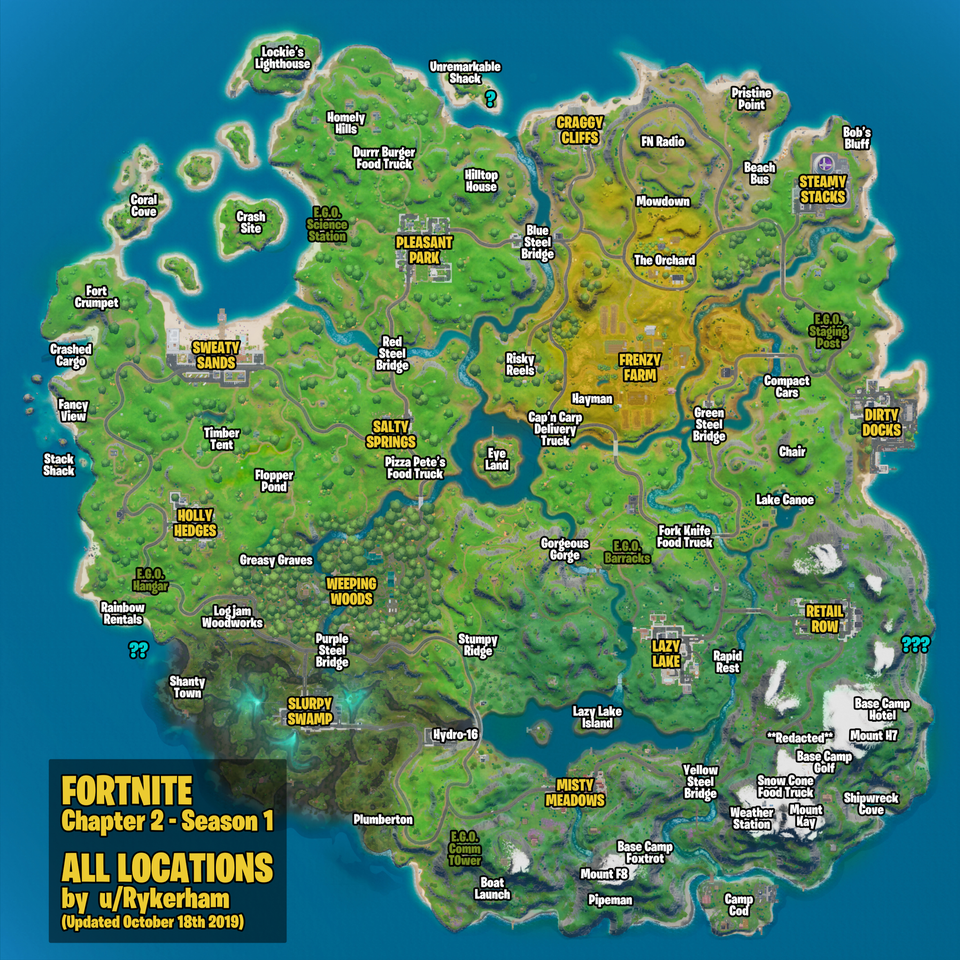 Lockie's
Lighthouse
Unremarkable
Shack
?
Pristine
Point
Homely
Hills
CRAGGY
CLIFFS
FN Radio
Bob's
Bluff
Durrr Burger
Food Truck
Hilltop
House
Beach
Bus
STEAMY
STACKS
Coral
Cove
Crash
Site
E.G.O.
Science
Station
Mowdown
PLEASANT
PARK
Blue
Steel
Bridge
The Orchard
Fort
Crumpet
E.G.O.
Staging
Post
Crashed
Cargo
SWEATY
SANDS
Red
Steel
Bridge
Risky
Reels
FRENZY
FARM
Compact
Cars
Fancy
View
Hayman
Timber
Tent
SALTY
SPRINGS
Cap'n Carp
Delivery
Truck
Green
Steel
Bridge
DIRTY
DOCKS
Stack
Shack
Flopper
Pond
Pizza Pete's
Food Truck
Eye
Land
Chair
HOLLY
HEDGES
Lake Canoe
Greasy Graves
Gorgeous
Gorge
E.G.O.
Barracks
Fork Knife
Food Truck
E.G.O.
Hangar
WEEPING
WOODS
Rainbow
Rentals
Logjam
Woodworks
RETAIL
ROW
??
Purple
Steel
Bridge
Stumpy
Ridge
LAZY
LAKE
Rapid
Rest
???
Shanty
Town
SLURPY
SWAMP
Lazy Lake
Island
Base Camp
Hotel
Hydro-16
**Redacted**
Mount H7
Base Camp
Golf
MISTY
MEADOWS
Yellow
Steel
Bridge
Snow Cone
Food Truck
Weather
Station
Mount
Kay
Shipwreck
Cove
Plumberton
E.G.O.
Comm
TOwer
Base Camp
Foxtrot
Mount F8
Boat
Launch
Pipeman
Camp
Cod
FORTNITE
Chapter 2 - Season 1
ALL LOCATIONS
by u/Rykerham
(Updated October 18th 2019)